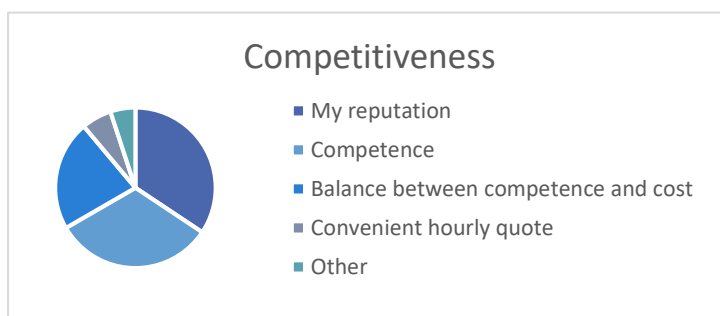 Competitiveness
My reputation
Competence
Balance between competence and cost
Convenient hourly quote
Other